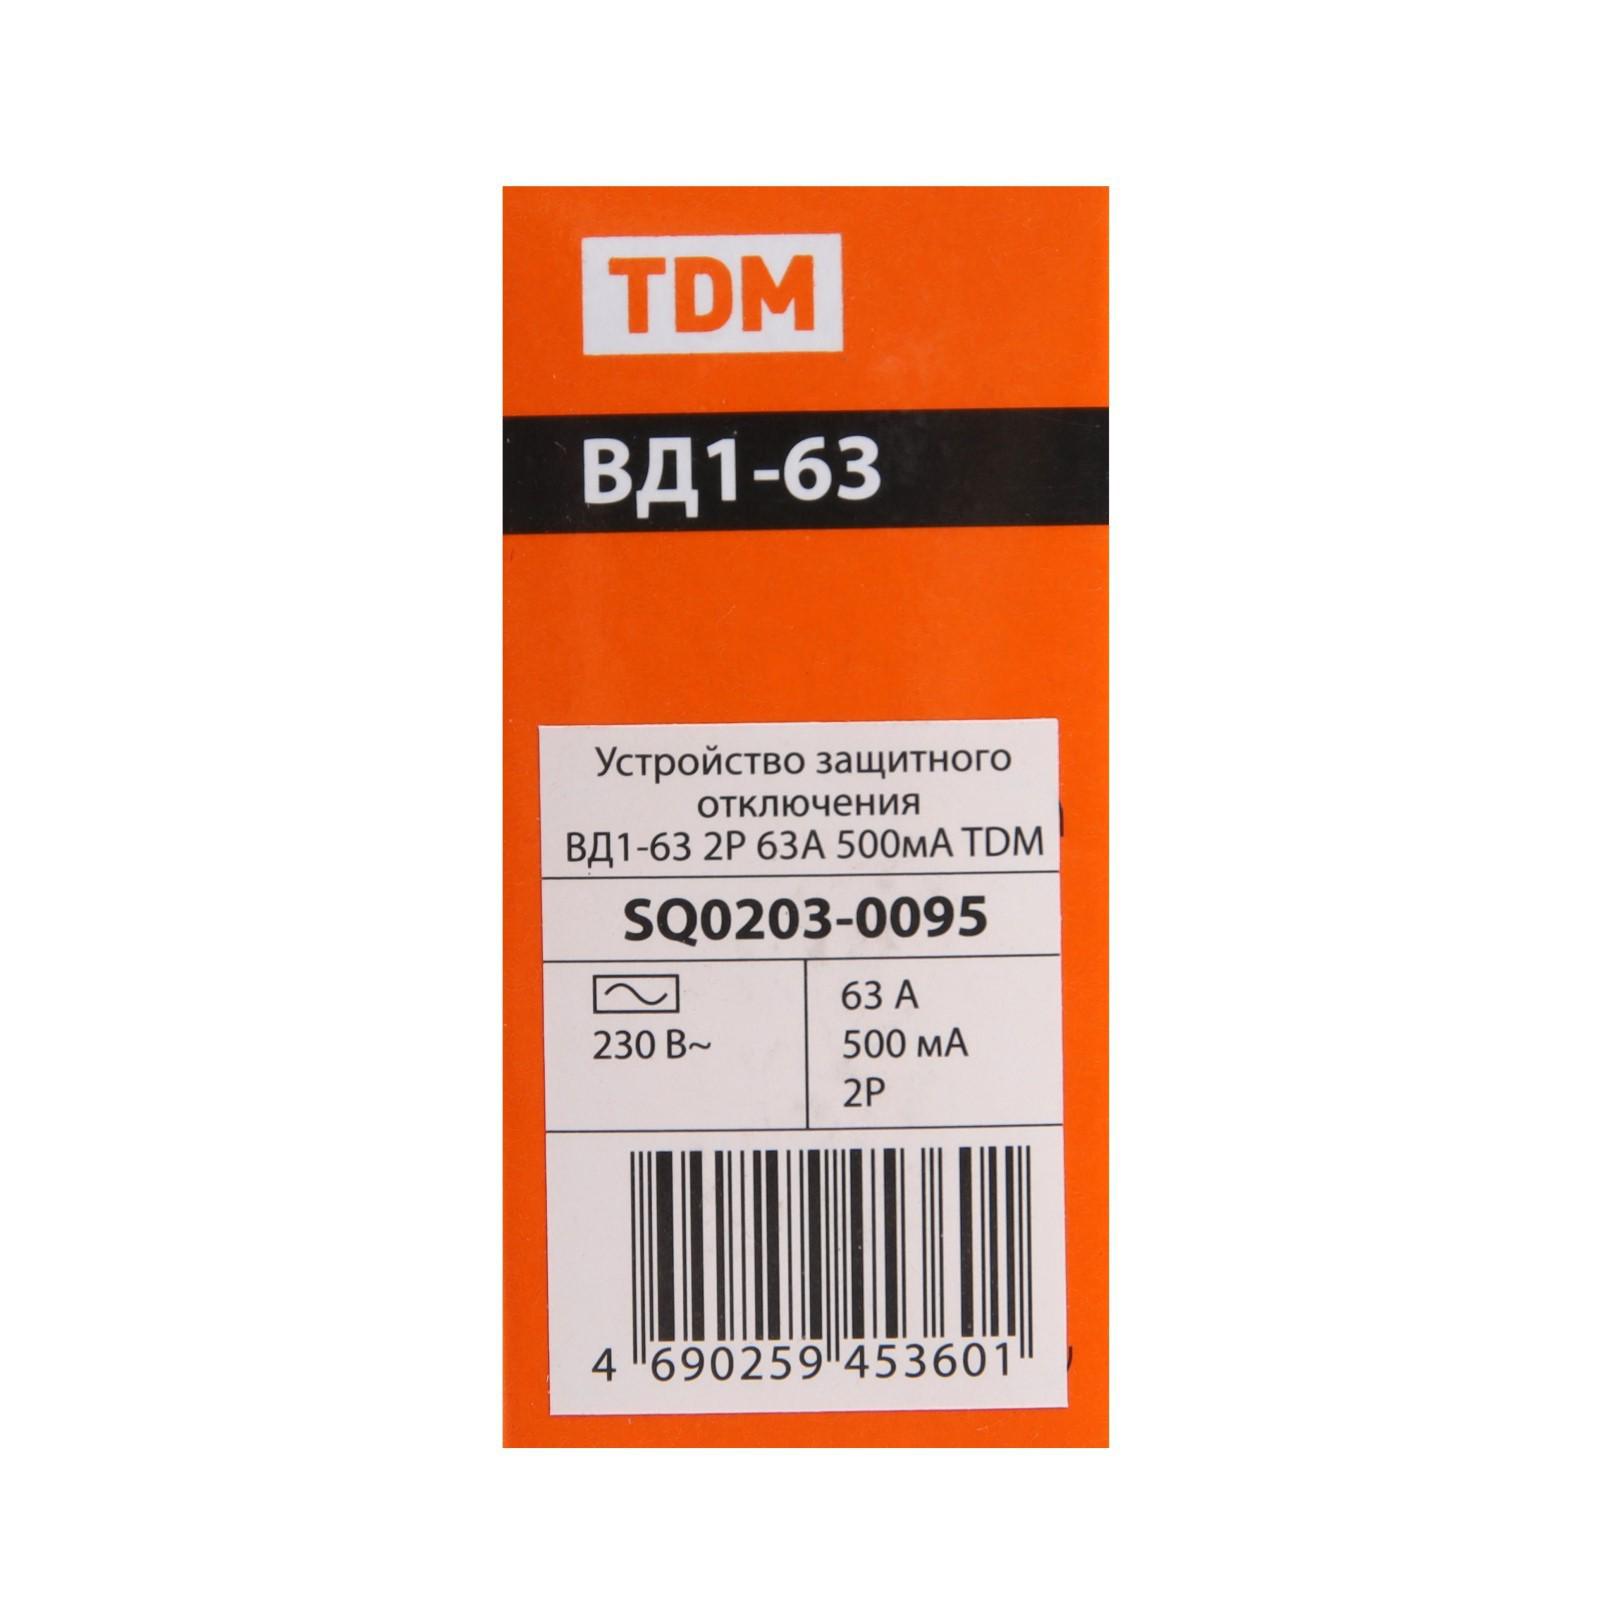 TDM
ВД1-63
Устройство защитного
отключения
ВД1-63 2P 63А 500мА TDM
SQ0203-0095
230 В~
63 А
500 мА
2P
4 690259 453601